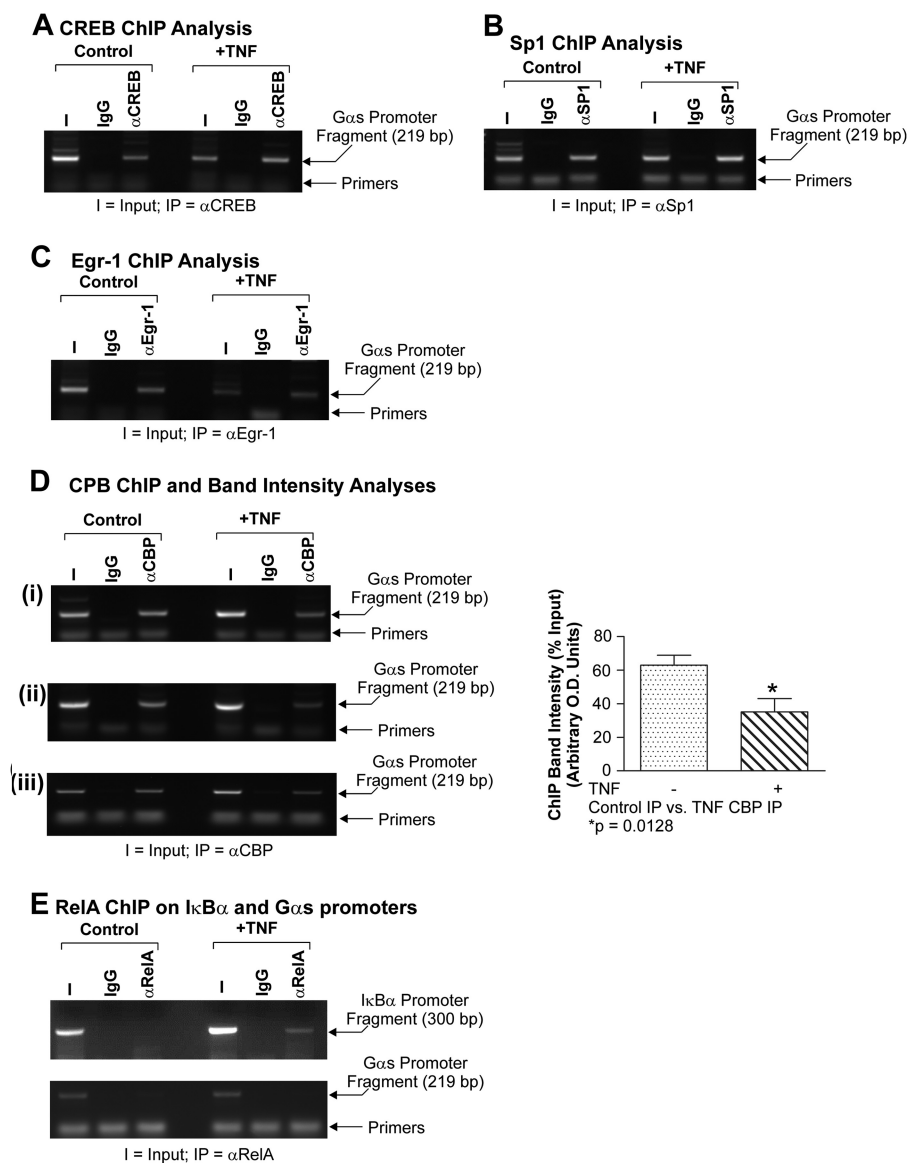 A CREB ChIP Analysis
Control +TNF
I IgG αCREB I IgG αCREB
Gαs Promoter
Fragment (219 bp)
Primers
I = Input; IP = αCREB
B Sp1 ChIP Analysis
Control +TNF
I IgG αSP1 I IgG αSP1
Gαs Promoter
Fragment (219 bp)
Primers
I = Input; IP = αSp1
C Egr-1 ChIP Analysis
Control +TNF
I IgG αEgr-1 I IgG αEgr-1
Gαs Promoter
Fragment (219 bp)
Primers
I = Input; IP = αEgr-1
D CPB ChIP and Band Intensity Analyses
Control +TNF
I IgG αCBP I IgG αCBP
(i)
Gαs Promoter
Fragment (219 bp)
Primers
(ii)
Gαs Promoter
Fragment (219 bp)
Primers
(iii)
Gαs Promoter
Fragment (219 bp)
Primers
I = Input; IP = αCBP
ChIP Band Intensity (% Input)
(Arbitrary O.D. Units)
80
60
40
20
0
*
TNF - +
Control IP vs. TNF CBP IP
*p = 0.0128
E RelA ChIP on IκBα and Gαs promoters
Control +TNF
I IgG αRelA I IgG αRelA
IκBα Promoter
Fragment (300 bp)
Gαs Promoter
Fragment (219 bp)
Primers
I = Input; IP = αRelA